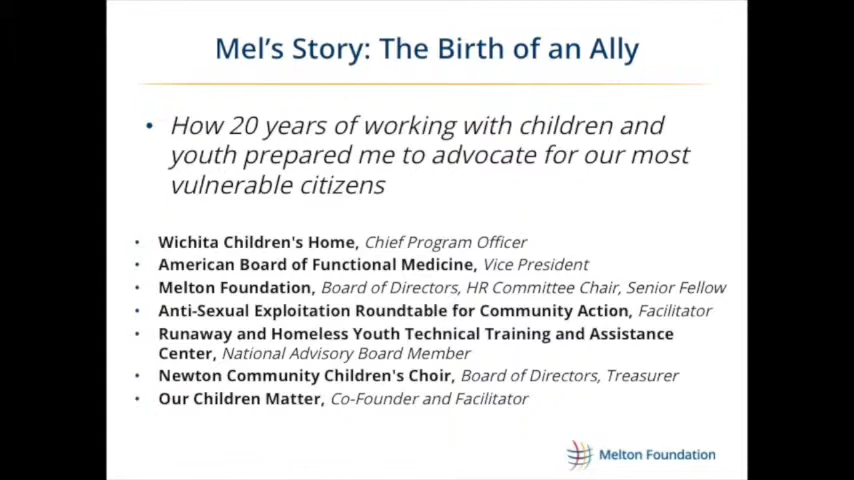 Mel's Story: The Birth of an Ally
• How 20 years of working with children and
youth prepared me to advocate for our most
vulnerable citizens
• Wichita Children's Home, Chief Program Officer
• American Board of Functional Medicine, Vice President
• Melton Foundation, Board of Directors, HR Committee Chair, Senior Fellow
• Anti-Sexual Exploitation Roundtable for Community Action, Facilitator
• Runaway and Homeless Youth Technical Training and Assistance
Center, National Advisory Board Member
• Newton Community Children's Choir, Board of Directors, Treasurer
• Our Children Matter, Co-Founder and Facilitator
Melton Foundation